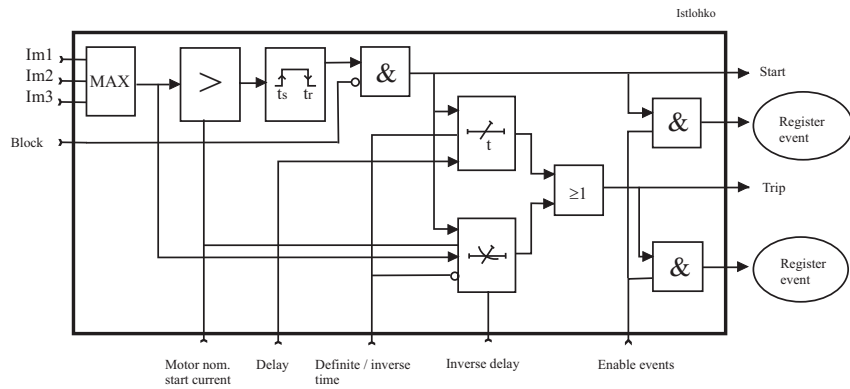 Istlohko
Im1
Im2
Im3
MAX
>
ts tr
&
Start
Block
t
&
Register
event
≥1
Trip
&
Register
event
Motor nom.
start current
Delay
Definite / inverse
time
Inverse delay
Enable events